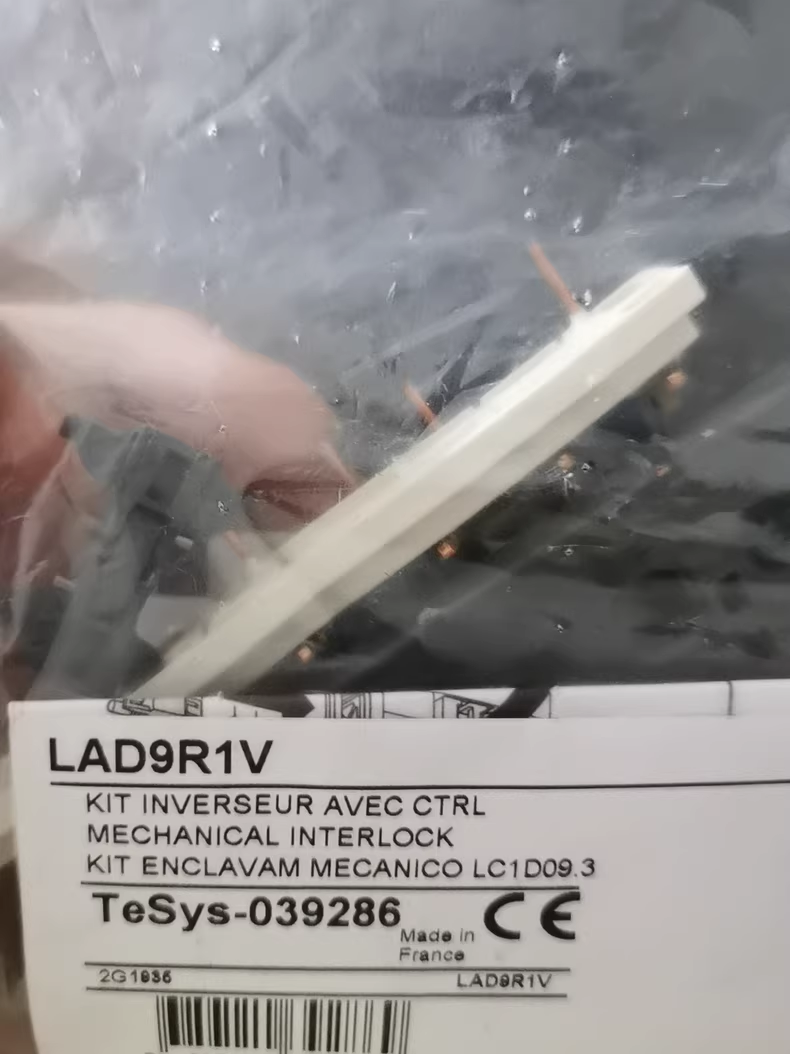 LAD9R1V
KIT INVERSEUR AVEC CTRL
MECHANICAL INTERLOCK
KIT ENCLAVAM MECANICO LC1D09.3
TeSys-039286
Made in
France
CE
LAD9R1V